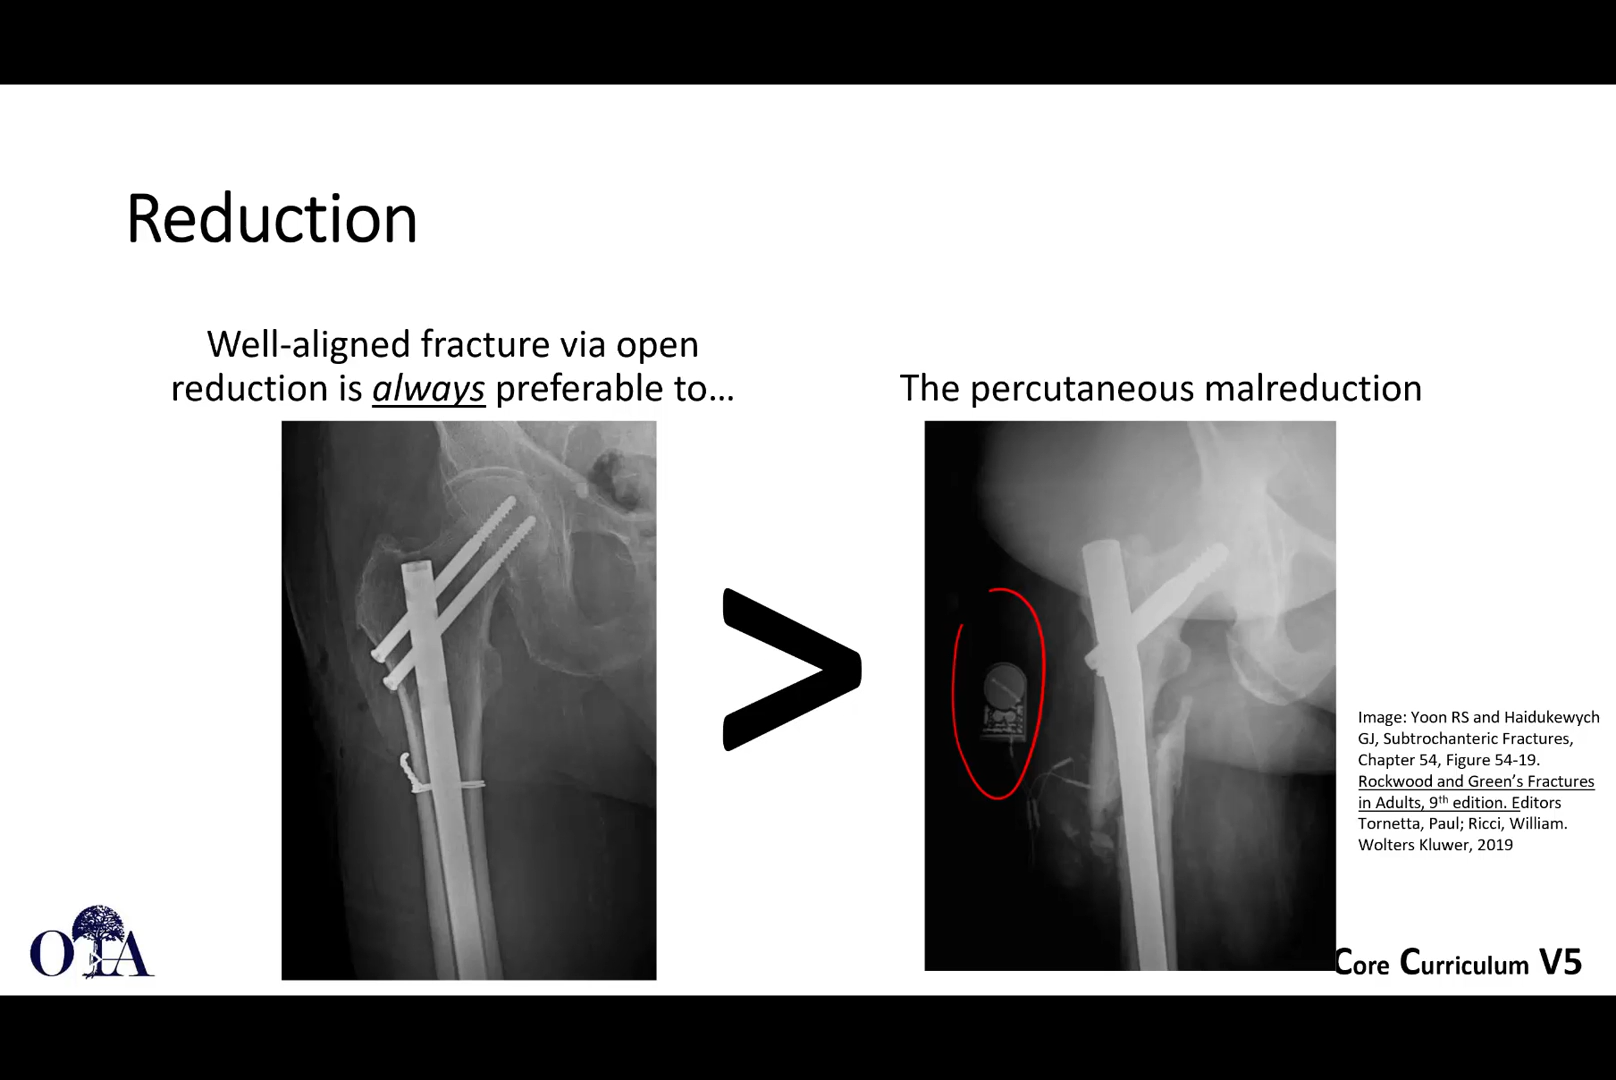 Reduction
Well-aligned fracture via open
reduction is always preferable to...
The percutaneous malreduction
>
Image: Yoon RS and Haidukewych
GJ, Subtrochanteric Fractures,
Chapter 54, Figure 54-19.
Rockwood and Green's Fractures
in Adults, 9th edition. Editors
Tornetta, Paul; Ricci, William.
Wolters Kluwer, 2019
OTA
Core Curriculum V5